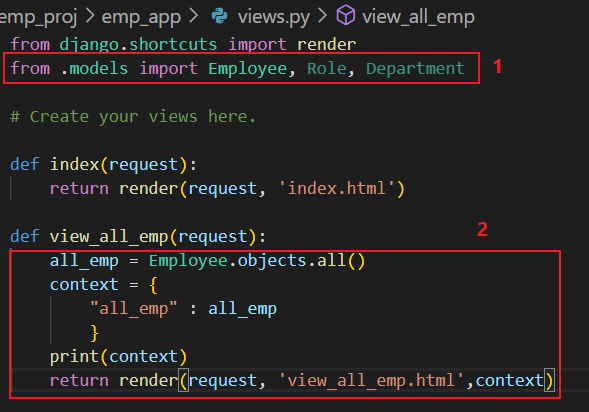 emp_proj > emp_app > views.py > view_all_emp
from django.shortcuts import render
from .models import Employee, Role, Department
1
# Create your views here.
def index(request):
    return render(request, 'index.html')
def view_all_emp(request):
2
    all_emp = Employee.objects.all()
    context = {
        "all_emp" : all_emp
        }
    print(context)
    return render(request, 'view_all_emp.html',context)